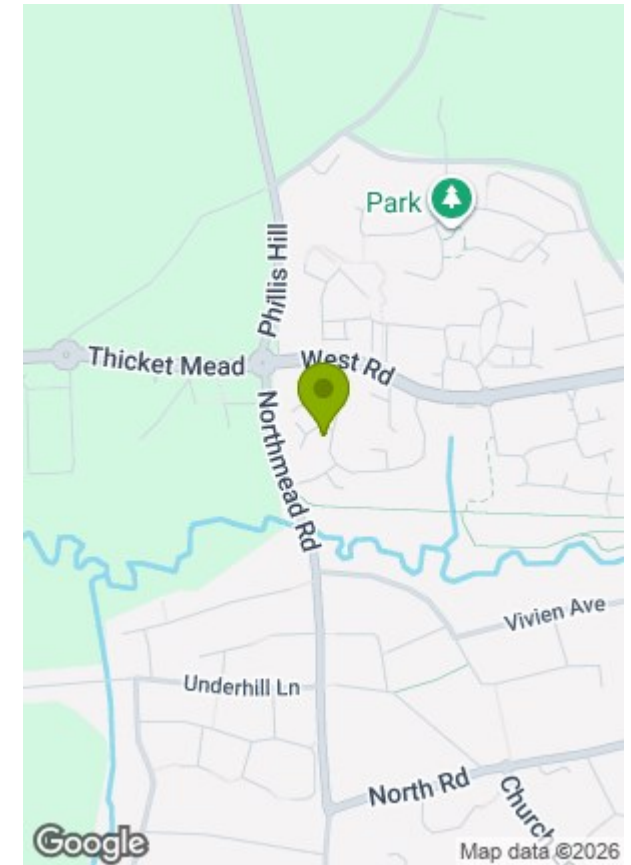 Park
Phillis Hill
Thicket Mead
West Rd
Northmead Rd
Vivien Ave
Underhill Ln
North Rd
Church
Google
Map data ©2026